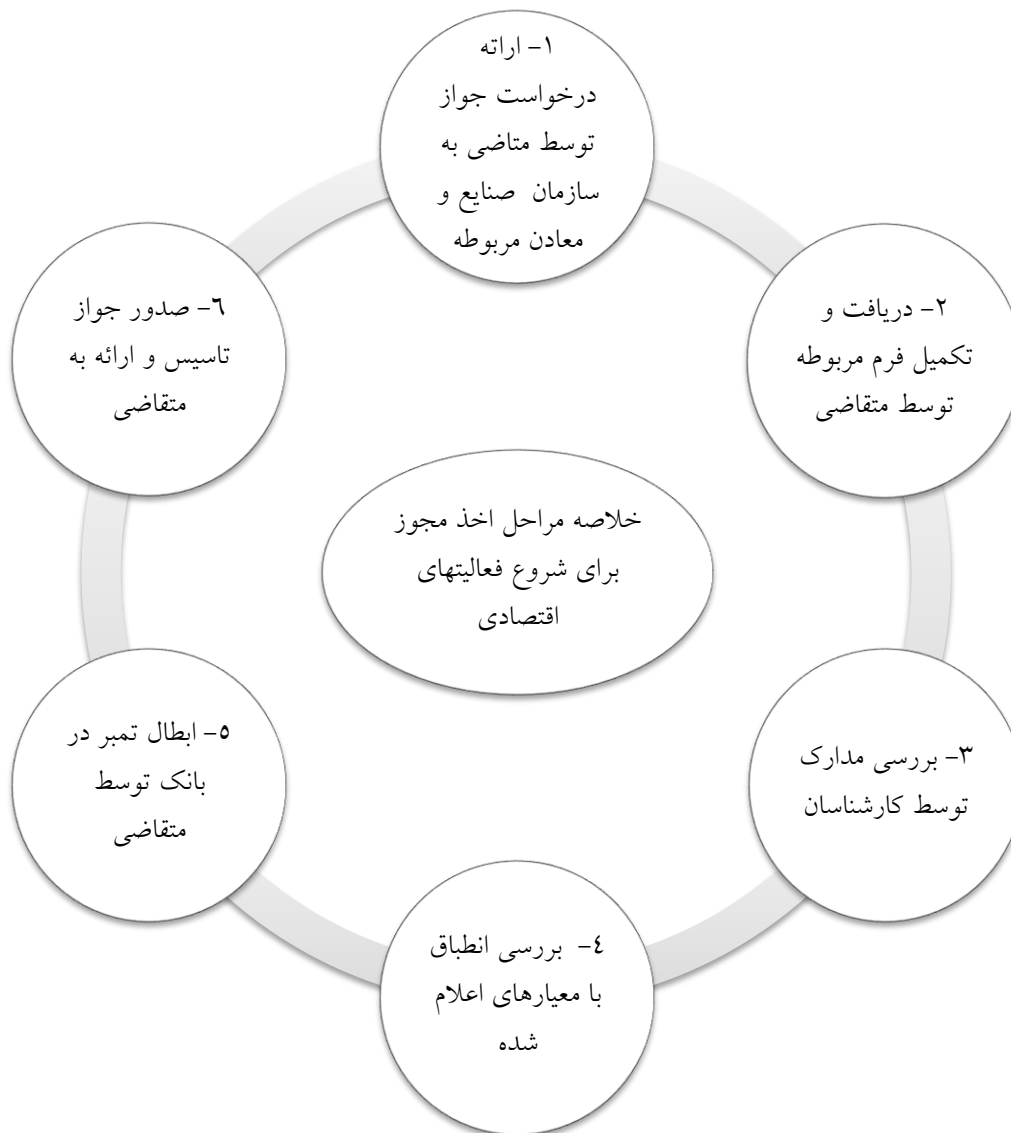 ۱- اراته
درخواست جواز
توسط متاضی به
سازمان صنایع و
معادن مربوطه
۲- دریافت و
تکمیل فرم مربوطه
توسط متقاضی
۳- بررسی مدارک
توسط کارشناسان
٤- بررسی انطباق
با معیارهای اعلام
شده
٥- ابطال تمبر در
بانک توسط
متقاضی
٦- صدور جواز
تاسیس و ارائه به
متقاضی
خلاصه مراحل اخذ مجوز
برای شروع فعالیتهای
اقتصادی